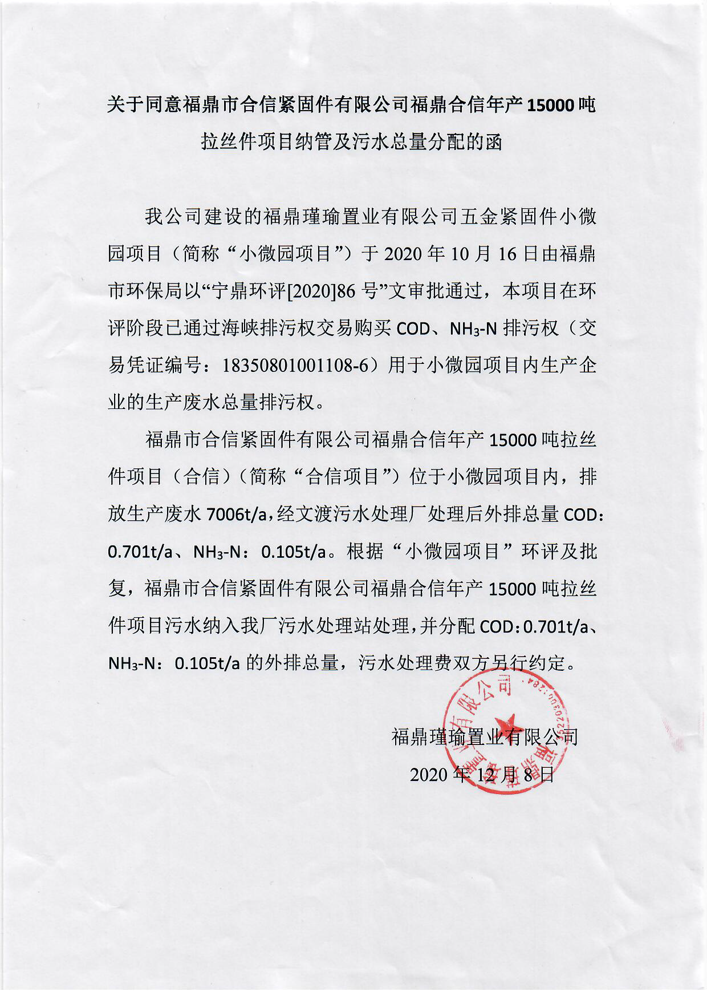 关于同意福鼎市合信紧固件有限公司福鼎合信年产 15000 吨
拉丝件项目纳管及污水总量分配的函
我公司建设的福鼎瑾瑜置业有限公司五金紧固件小微
园项目（简称“小微园项目”）于 2020 年 10 月 16 日由福鼎
市环保局以“宁鼎环评[2020]86 号”文审批通过，本项目在环
评阶段已通过海峡排污权交易购买 COD、NH₃-N 排污权（交
易凭证编号：18350801001108-6）用于小微园项目内生产企
业的生产废水总量排污权。
福鼎市合信紧固件有限公司福鼎合信年产 15000 吨拉丝
件项目（合信）（简称“合信项目”）位于小微园项目内，排
放生产废水 7006t/a，经文渡污水处理厂处理后外排总量 COD：
0.701t/a、NH₃-N：0.105t/a。根据“小微园项目”环评及批
复，福鼎市合信紧固件有限公司福鼎合信年产 15000 吨拉丝
件项目污水纳入我厂污水处理站处理，并分配 COD：0.701t/a、
NH₃-N：0.105t/a 的外排总量，污水处理费双方另行约定。
福鼎瑾瑜置业有限公司
2020 年 12 月 8 日
福鼎瑾瑜置业有限公司